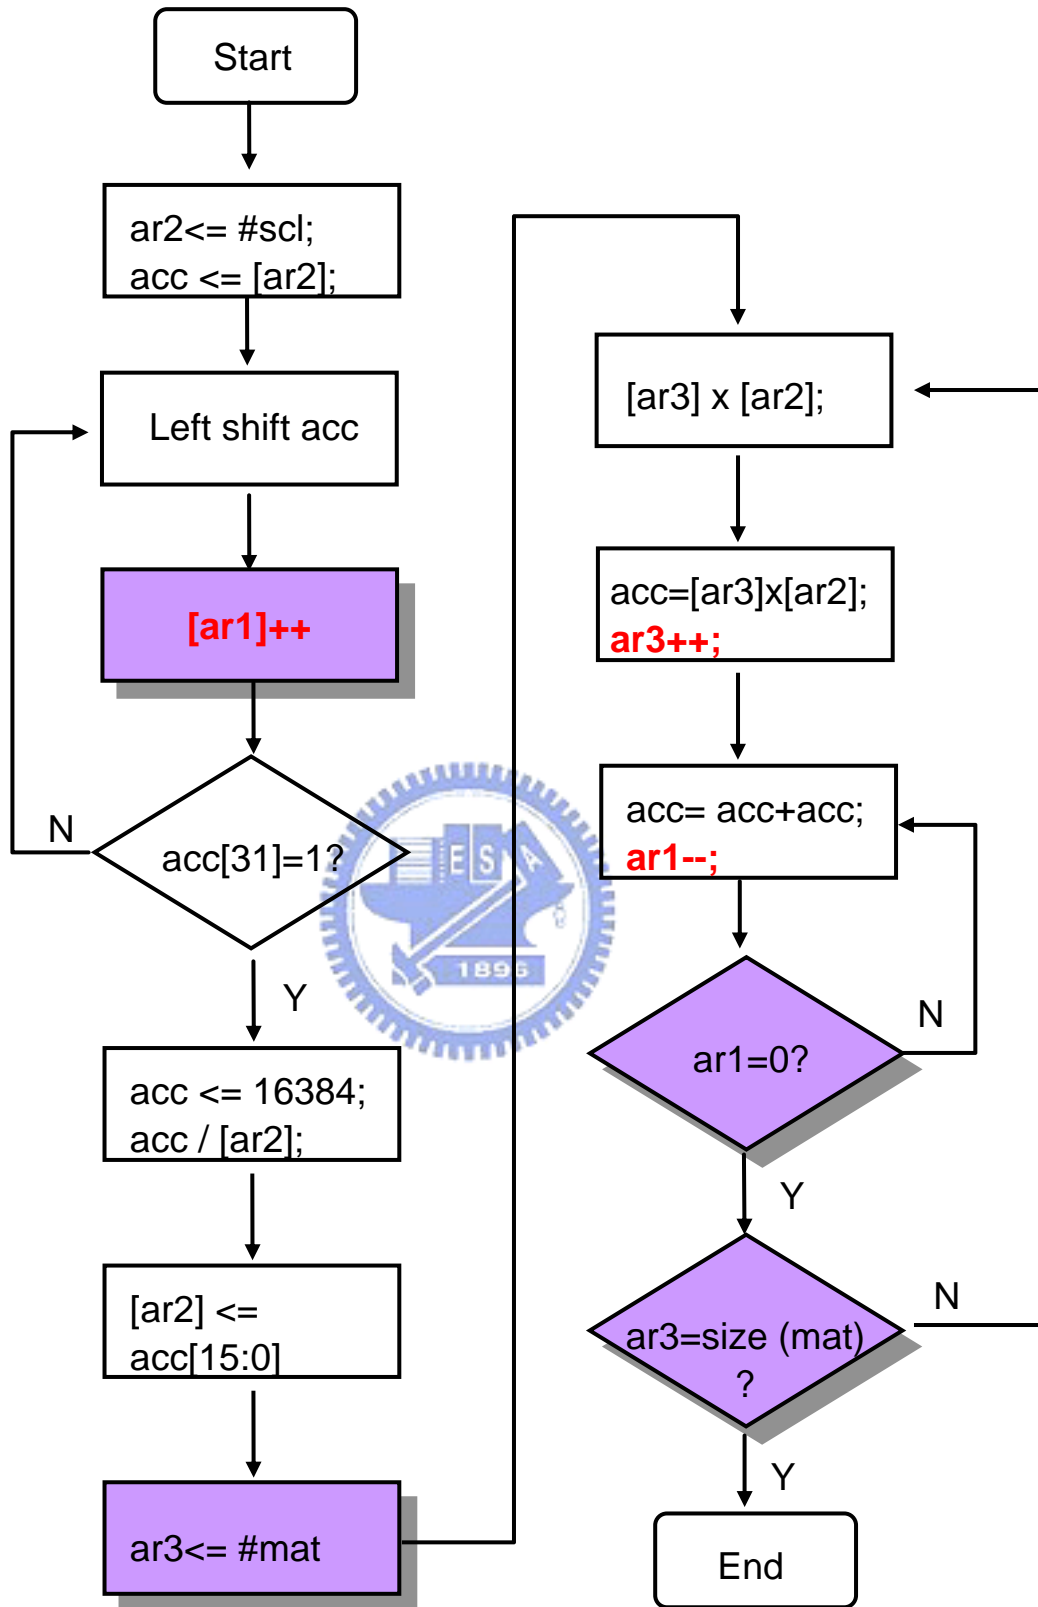 Start
ar2<= #scl;
acc <= [ar2];
Left shift acc
[ar1]++
acc[31]=1?
N
Y
acc <= 16384;
acc / [ar2];
[ar2] <=
acc[15:0]
ar3<= #mat
[ar3] x [ar2];
acc=[ar3]x[ar2];
ar3++;
acc= acc+acc;
ar1--;
ar1=0?
N
Y
ar3=size (mat)
?
N
Y
End
E S A
1896